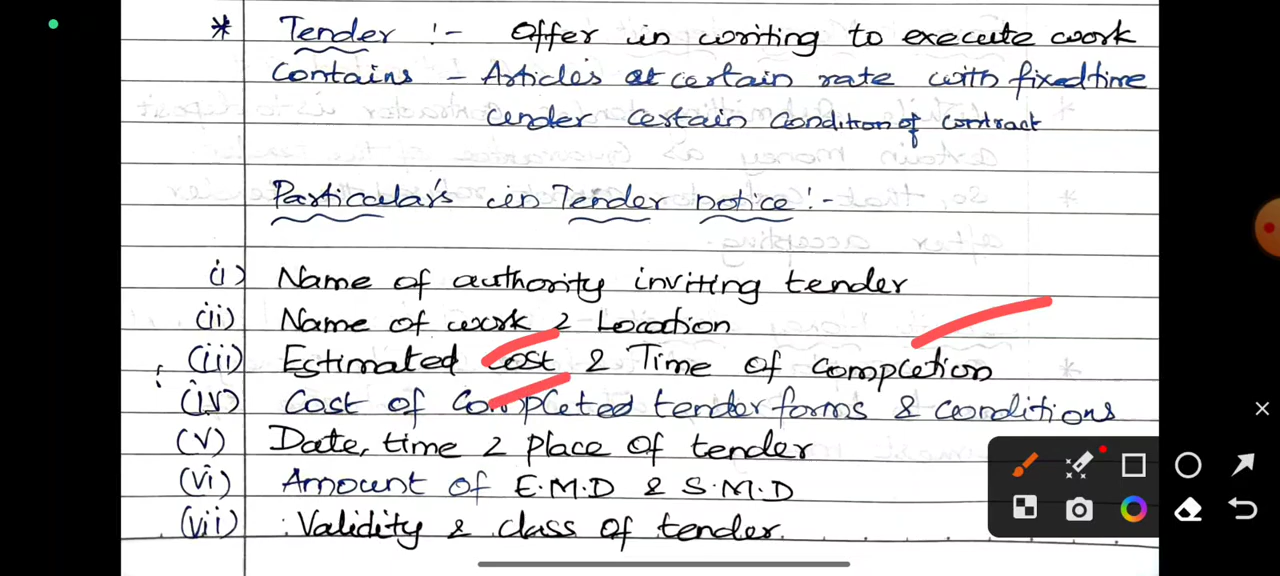 * Tender :- Offer in writing to execute work
Contains - Articles at certain rate with fixed time
under certain condition of contract
Particular's in Tender notice :-
(i) Name of authority inviting tender
(ii) Name of work & Location
(iii) Estimated cost & Time of completion
(iv) Cost of Completed tender forms & conditions
(v) Date, time & place of tender
(vi) Amount of E.M.D & S.M.D
(vii) Validity & class of tender.